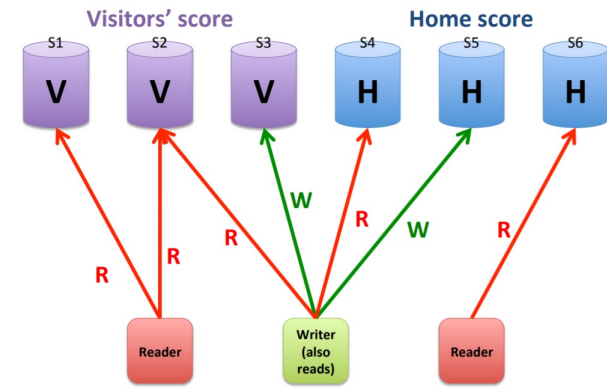 Visitors' score
Home score
S1
S2
S3
S4
S5
S6
V
V
V
H
H
H
R
R
R
W
R
W
R
Reader
Writer
(also
reads)
Reader